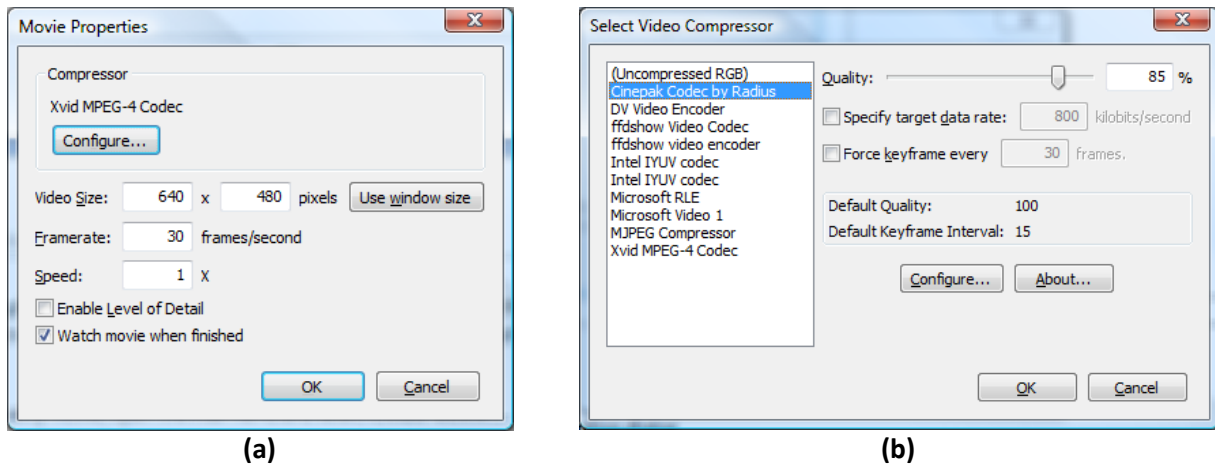 Movie Properties
Compressor
Xvid MPEG-4 Codec
Configure...
Video Size: 640 x 480 pixels Use window size
Framerate: 30 frames/second
Speed: 1 X
Enable Level of Detail
Watch movie when finished
OK Cancel
(a)
Select Video Compressor
(Uncompressed RGB)
Cinepak Codec by Radius
DV Video Encoder
ffdshow Video Codec
ffdshow video encoder
Intel IYUV codec
Intel IYUV codec
Microsoft RLE
Microsoft Video 1
MJPEG Compressor
Xvid MPEG-4 Codec
Quality: 85 %
Specify target data rate: 800 kilobits/second
Force keyframe every 30 frames.
Default Quality: 100
Default Keyframe Interval: 15
Configure... About...
OK Cancel
(b)